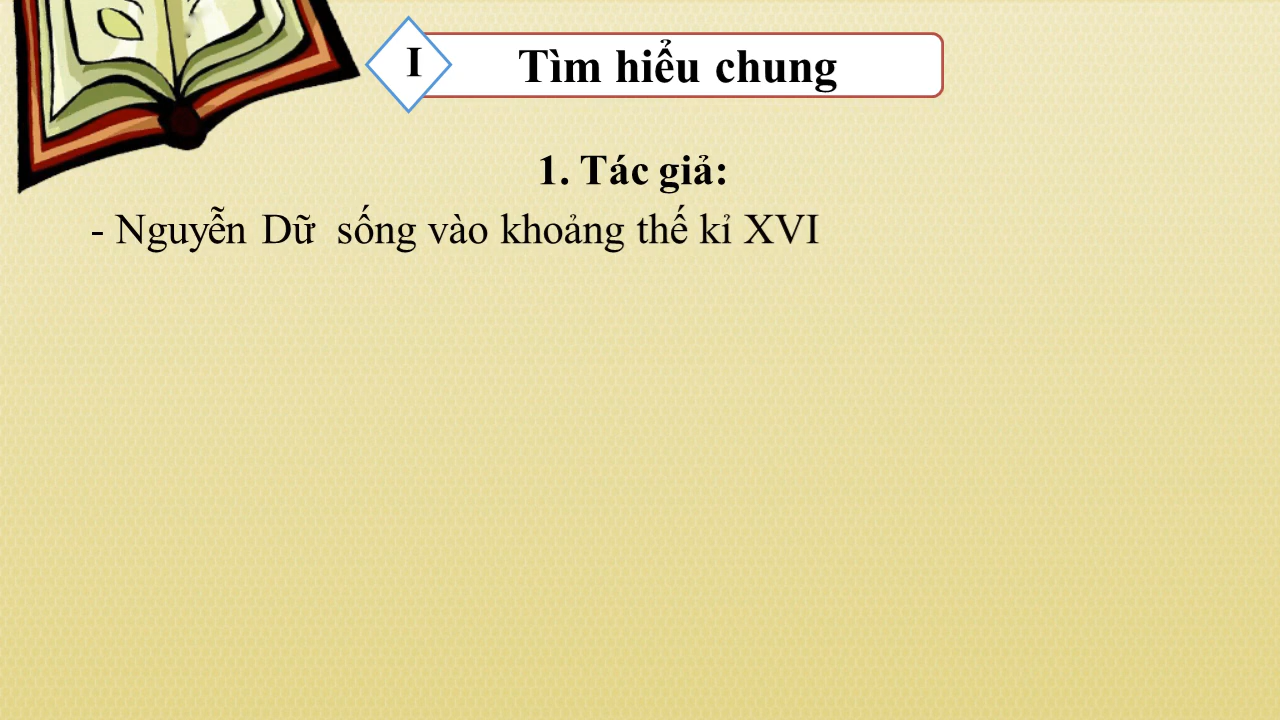 I
Tìm hiểu chung
1. Tác giả:
- Nguyễn Dữ sống vào khoảng thế kỉ XVI